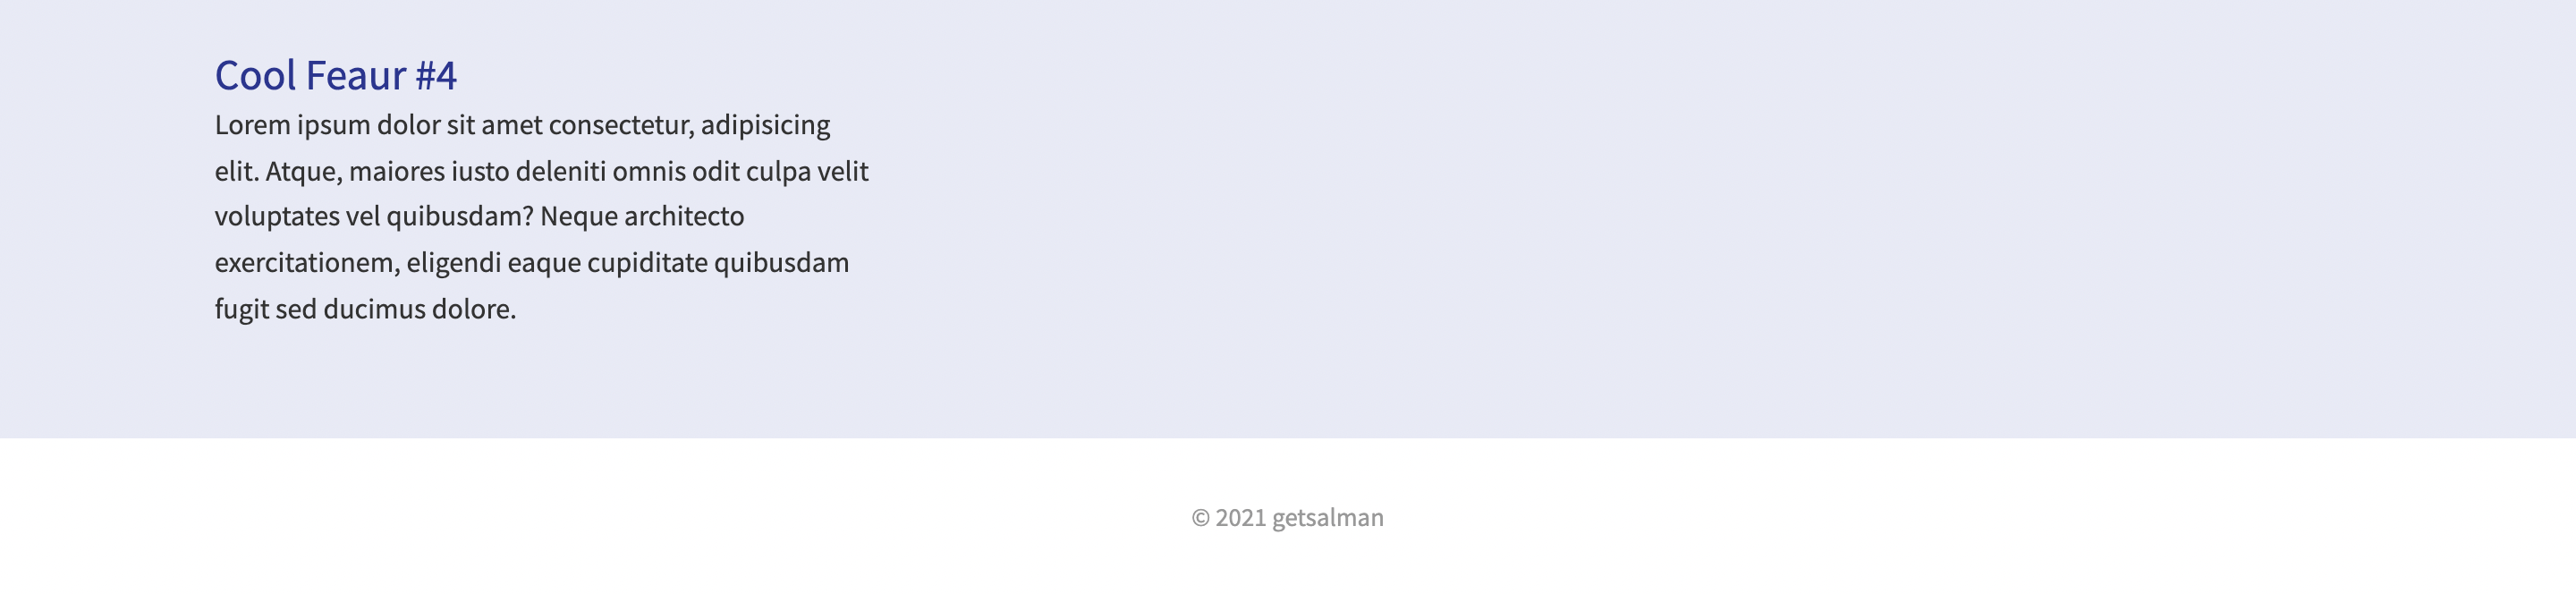 Cool Feaur #4
Lorem ipsum dolor sit amet consectetur, adipisicing
elit. Atque, maiores iusto deleniti omnis odit culpa velit
voluptates vel quibusdam? Neque architecto
exercitationem, eligendi eaque cupiditate quibusdam
fugit sed ducimus dolore.
© 2021 getsalman